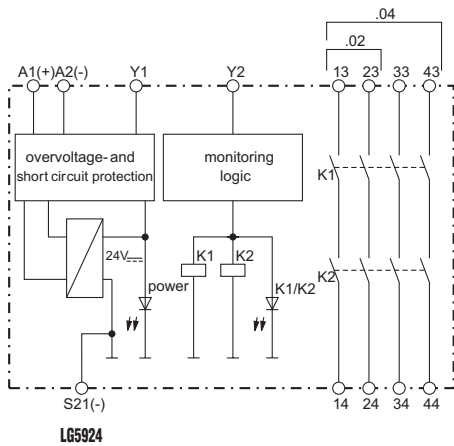 .04
.02
A1(+) A2(-) Y1 Y2 13 23 33 43
overvoltage- and
short circuit protection
monitoring
logic
K1
24V
K1 K2
K2
power
K1/K2
S21(-)
14 24 34 44
LG5924